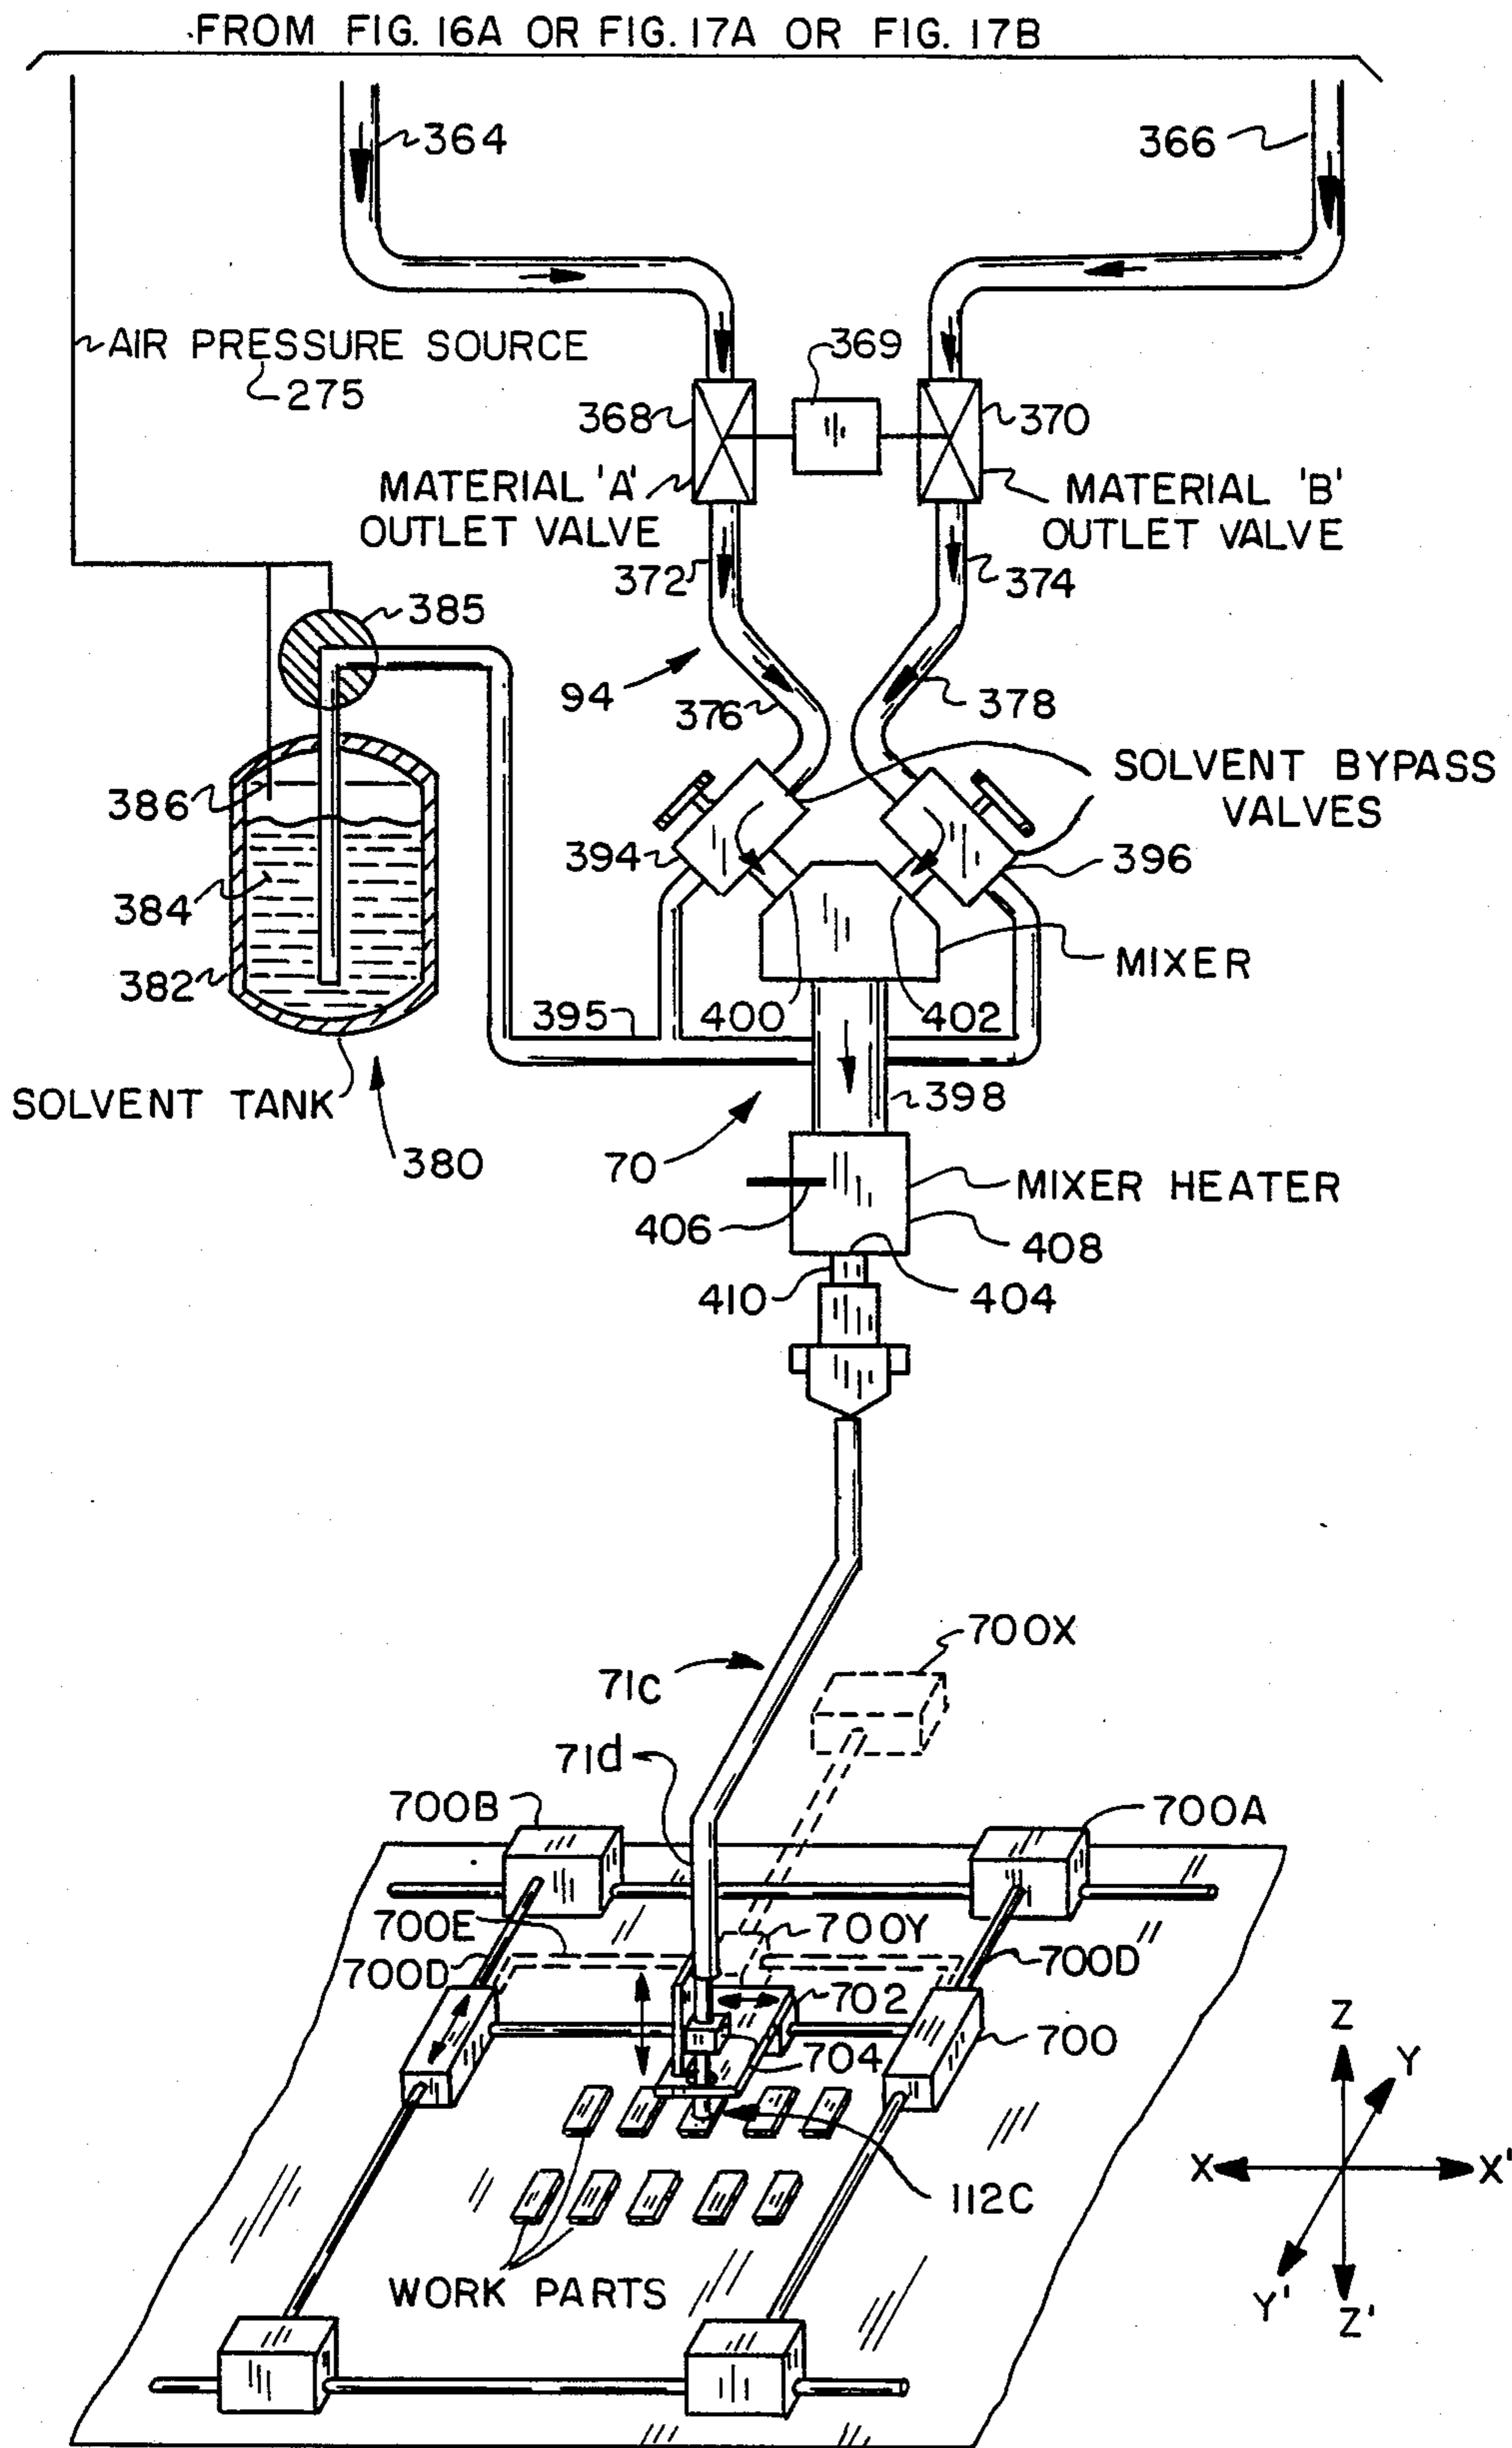 FROM FIG. 16A OR FIG. 17A OR FIG. 17B
364
366
AIR PRESSURE SOURCE
275
369
368
370
MATERIAL 'A'
OUTLET VALVE
MATERIAL 'B'
OUTLET VALVE
372
374
385
94
376
378
SOLVENT BYPASS
VALVES
386
394
396
384
382
MIXER
395
400
402
SOLVENT TANK
398
380
70
MIXER HEATER
406
408
410
404
700X
71c
71d
700B
700A
700E
700Y
700D
700D"
702
700
704
Z
Y
X
X'
112C
WORK PARTS
Y'
Z'